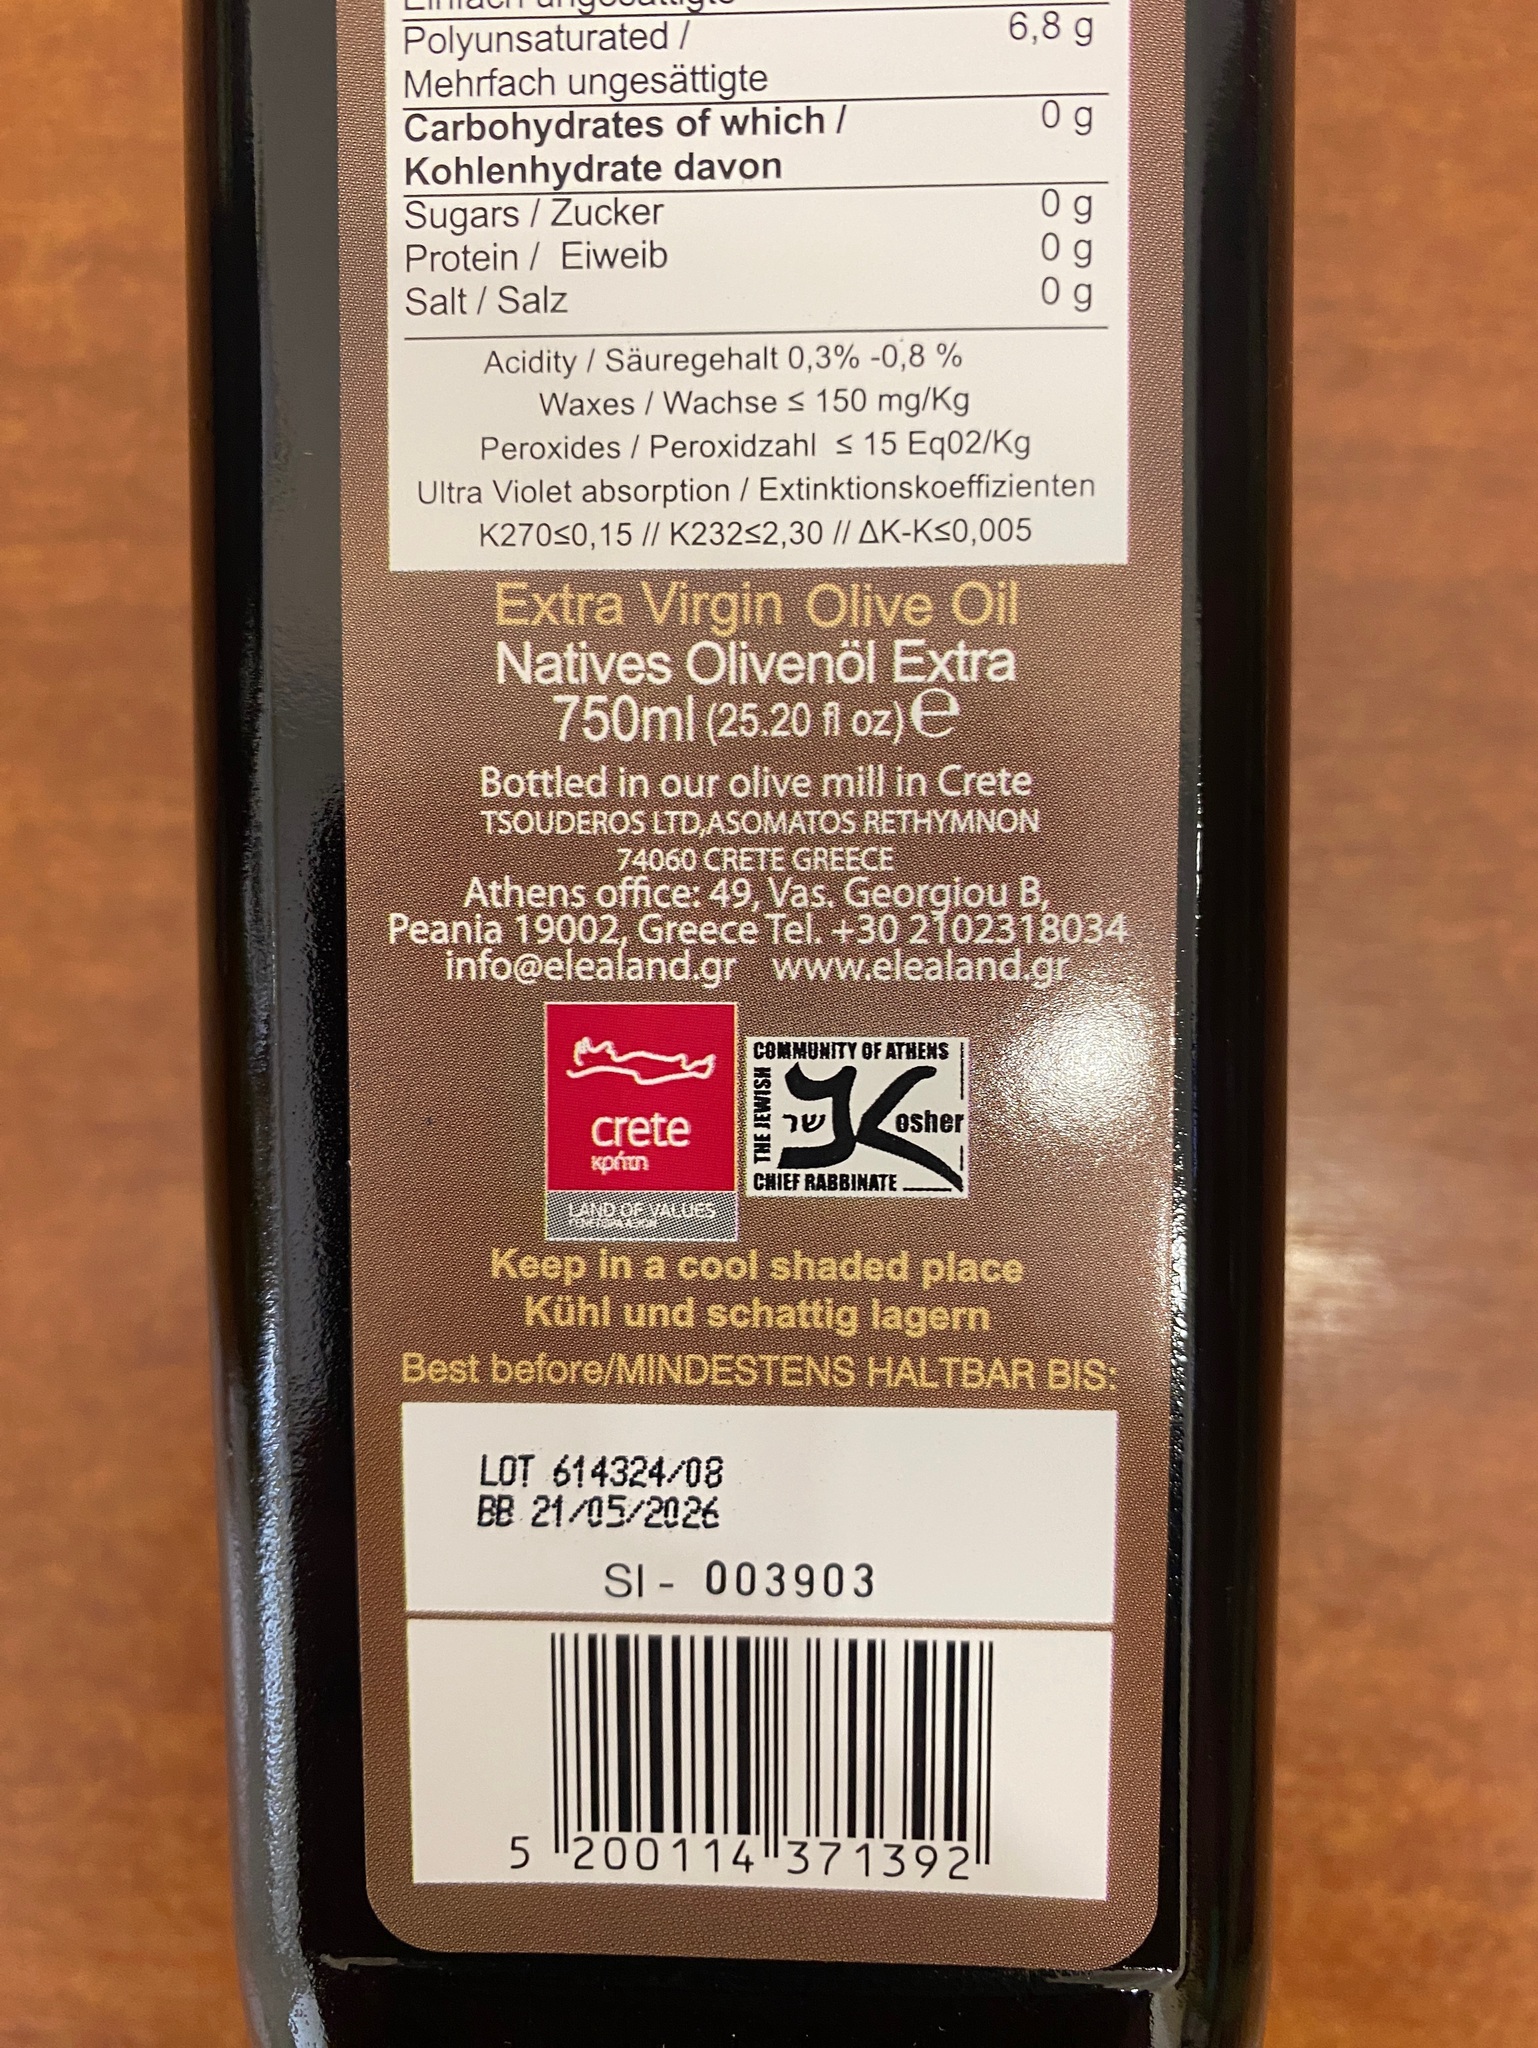 Polyunsaturated / 6,8 g
Mehrfach ungesättigte
Carbohydrates of which / 0 g
Kohlenhydrate davon
Sugars / Zucker 0 g
Protein / Eiweib 0 g
Salt / Salz 0 g
Acidity / Säuregehalt 0,3% -0,8 %
Waxes / Wachse ≤ 150 mg/Kg
Peroxides / Peroxidzahl ≤ 15 Eq02/Kg
Ultra Violet absorption / Extinktionskoeffizienten
K270≤0,15 // K232≤2,30 // ΔK-K≤0,005
Extra Virgin Olive Oil
Natives Olivenöl Extra
750ml (25.20 fl oz) e
Bottled in our olive mill in Crete
TSOUDEROS LTD,ASOMATOS RETHYMNON
74060 CRETE GREECE
Athens office: 49, Vas. Georgiou B,
Peania 19002, Greece Tel. +30 2102318034
info@elealand.gr www.elealand.gr
crete
κρήτη
LAND OF VALUES
THE JEWISH
COMMUNITY OF ATHENS
כשר Kosher
CHIEF RABBINATE
Keep in a cool shaded place
Kühl und schattig lagern
Best before/MINDESTENS HALTBAR BIS:
LOT 614324/08
BB 21/05/2026
SI - 003903
5 200114 371392